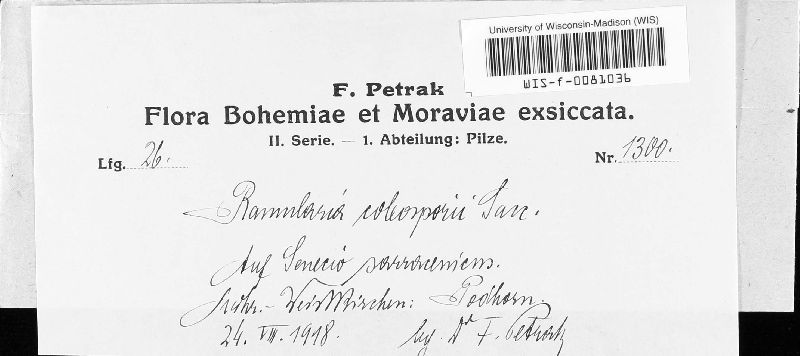 University of Wisconsin-Madison (WIS)
WIS-f-0081036
F. Petrak
Flora Bohemiae et Moraviae exsiccata.
II. Serie. — 1. Abteilung: Pilze.
Lfg. 26.
Nr. 1300.
Ramularia coleosporii Sacc.
Auf Senecio sarracenicus.
Mähr.-Weisskirchen: Podhorn.
24. VIII. 1918. leg. Dr F. Petrak